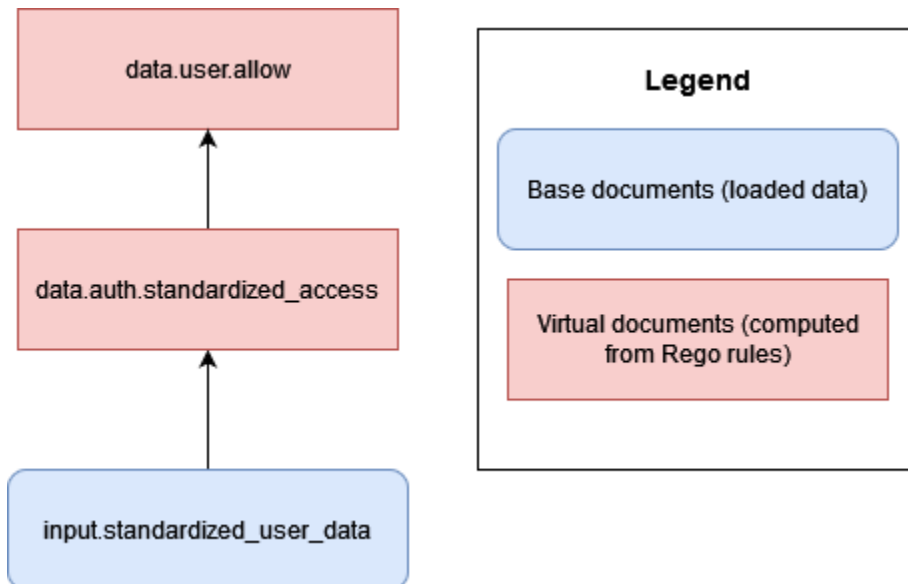 data.user.allow
data.auth.standardized_access
input.standardized_user_data
Legend
Base documents (loaded data)
Virtual documents (computed
from Rego rules)